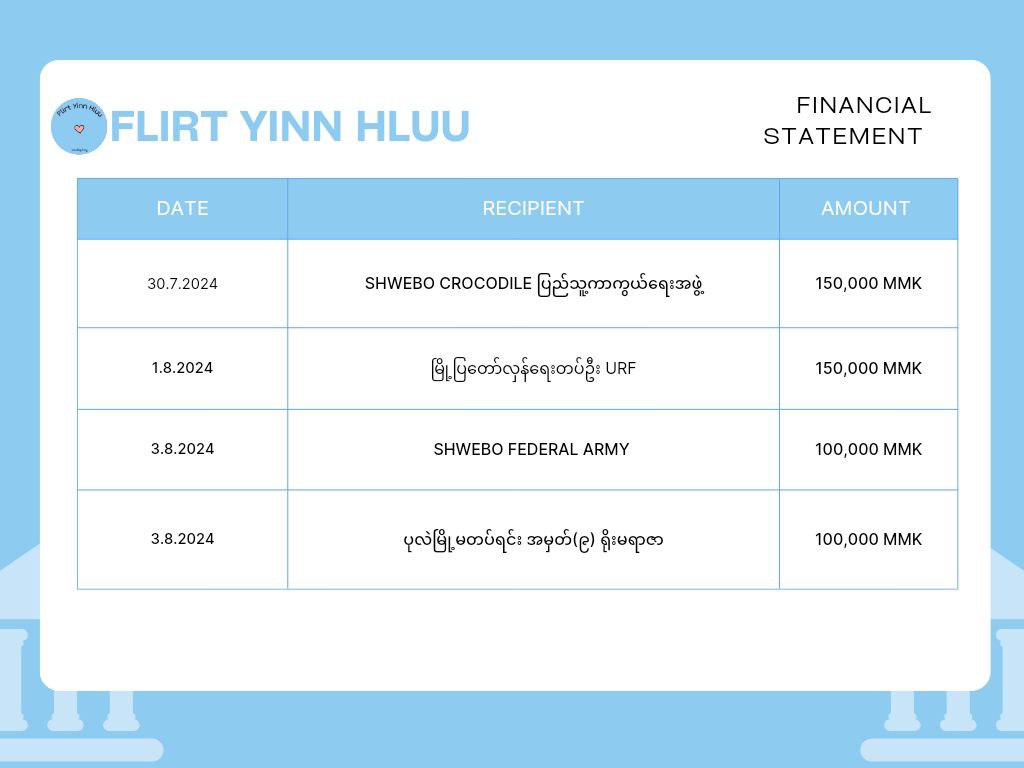 Flirt Yinn Hluu
FLIRT YINN HLUU
FINANCIAL
STATEMENT
DATE
RECIPIENT
AMOUNT
30.7.2024
SHWEBO CROCODILE ပြည်သူ့ကာကွယ်ရေးအဖွဲ့
150,000 MMK
1.8.2024
မြို့ပြတော်လှန်ရေးတပ်ဦး URF
150,000 MMK
3.8.2024
SHWEBO FEDERAL ARMY
100,000 MMK
3.8.2024
ပုလဲမြို့မတပ်ရင်း အမှတ်(၉) ရိုးမရာဇာ
100,000 MMK